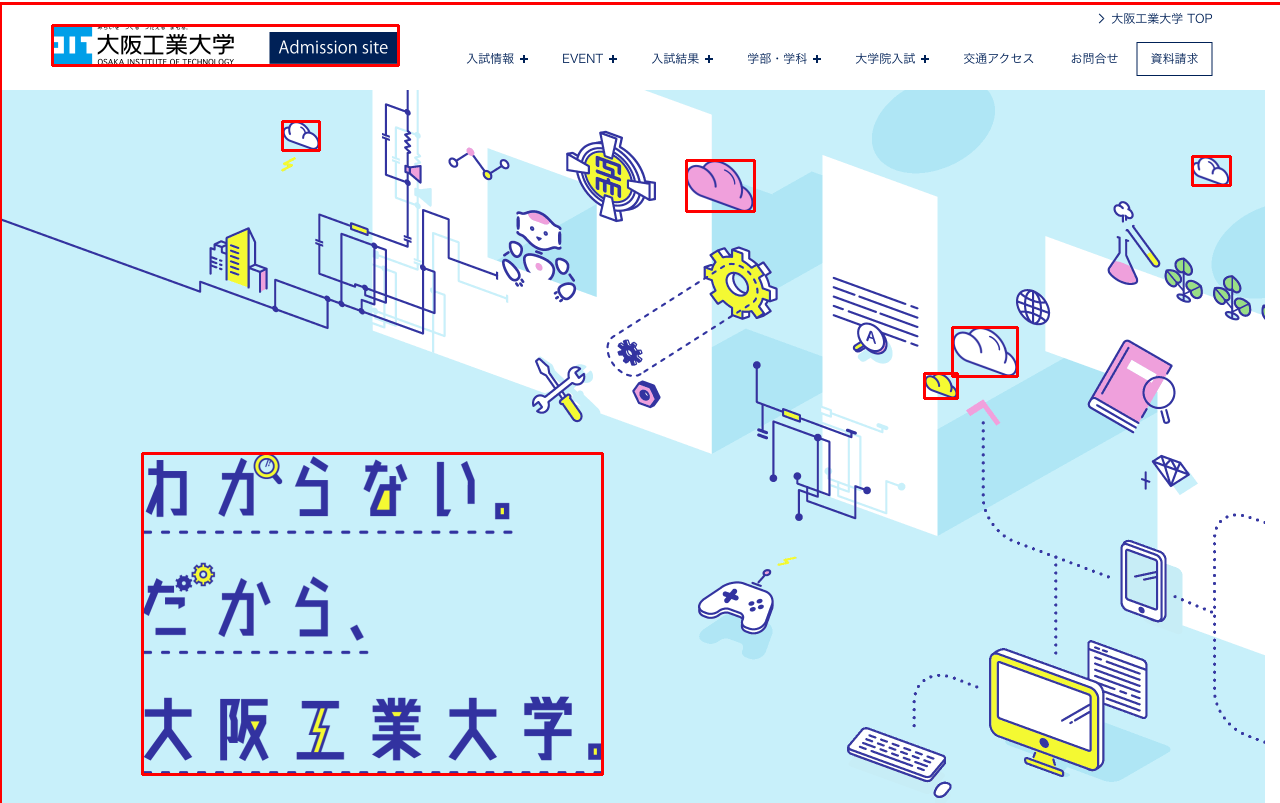 大阪工業大学 TOP
大阪工業大学
OSAKA INSTITUTE OF TECHNOLOGY
Admission site
入試情報 EVENT 入試結果 学部・学科 大学院入試 交通アクセス お問合せ 資料請求
A
わからない。
だから、
大阪工業大学。